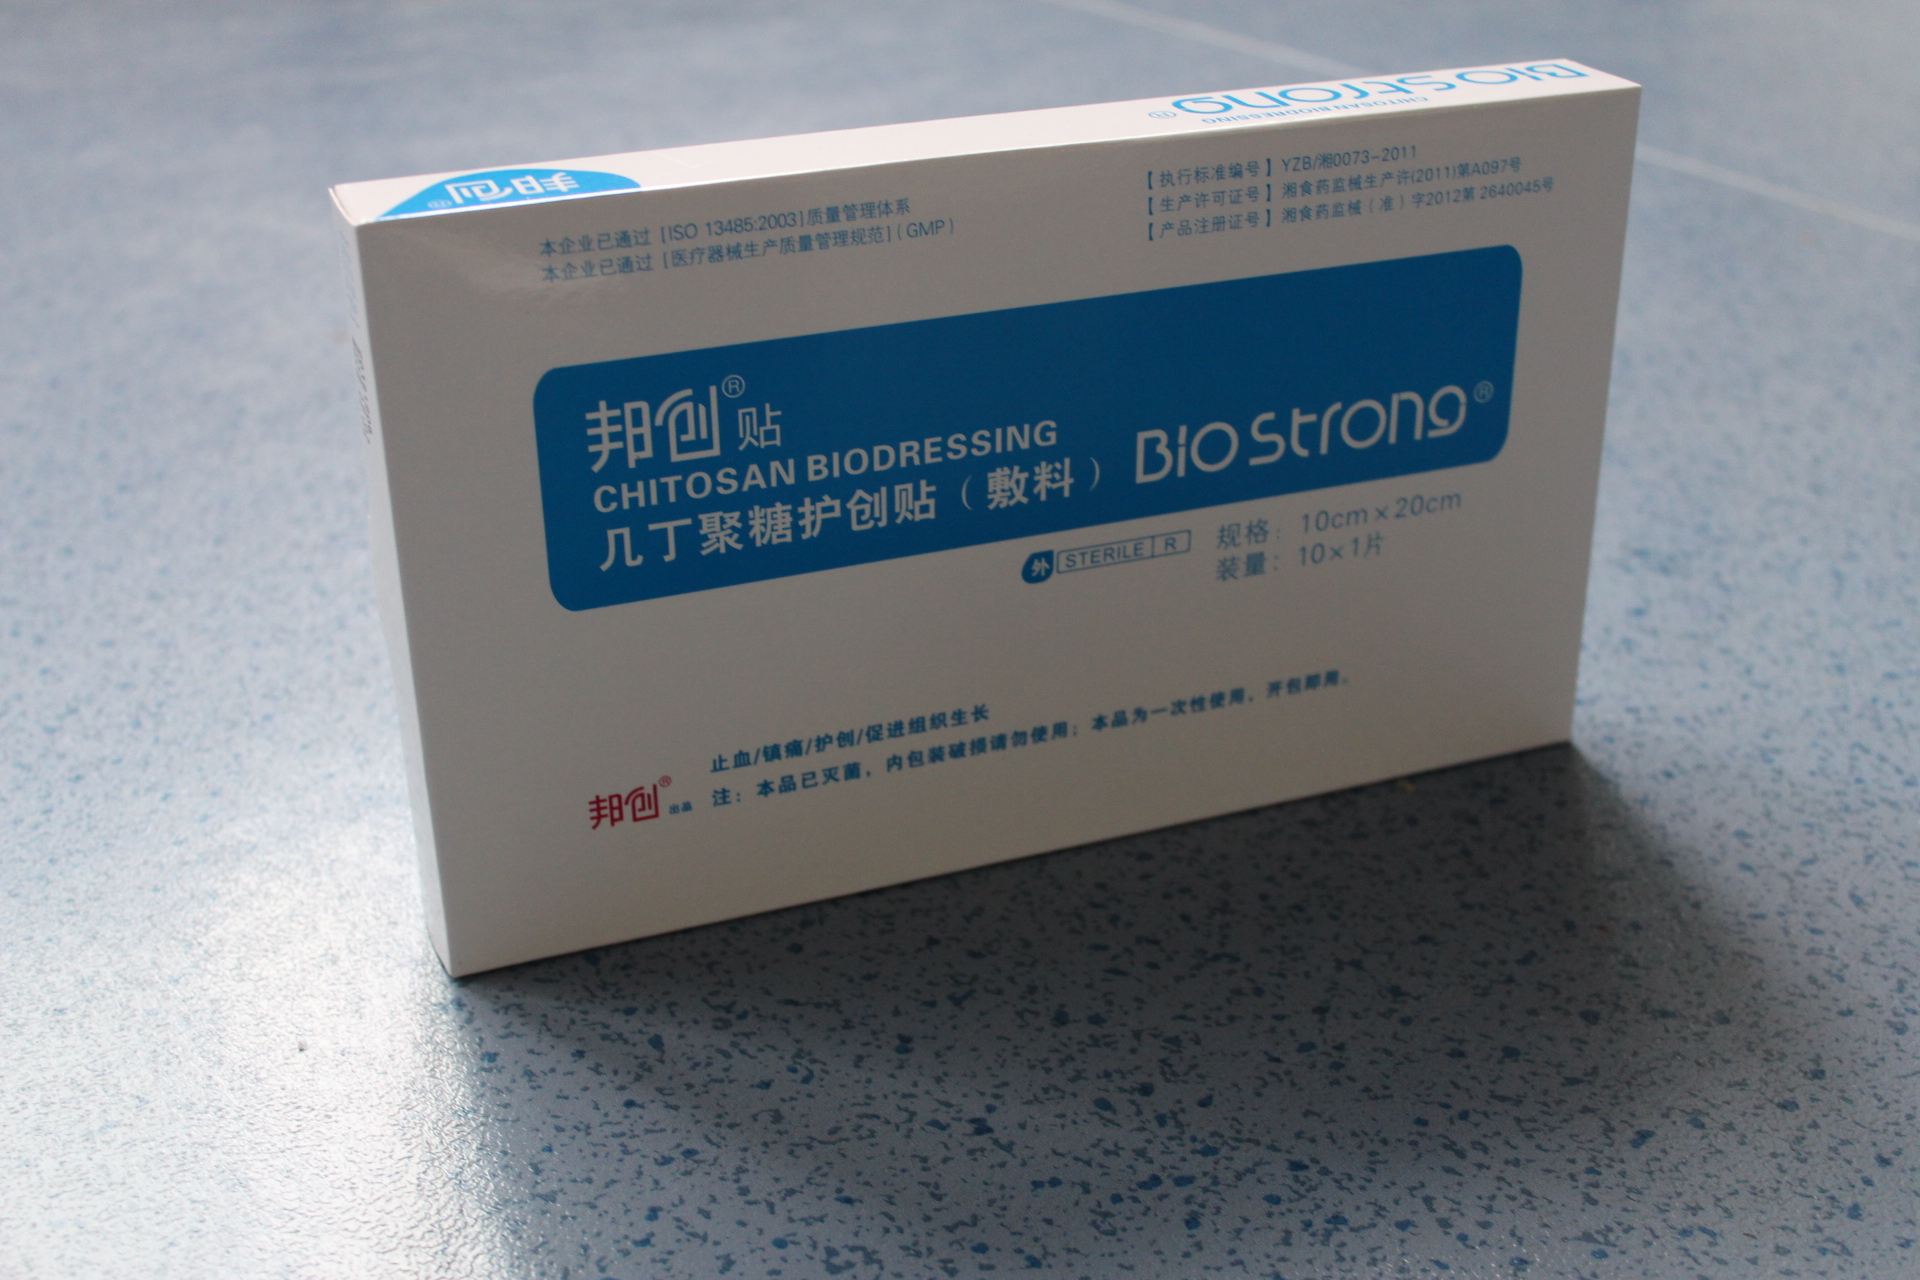 BIOStrong®
CHITOSAN BIODRESSING
邦创®
本企业已通过 [ISO 13485:2003]质量管理体系
本企业已通过 [医疗器械生产质量管理规范](GMP)
【执行标准编号】YZB/湘0073-2011
【生产许可证号】湘食药监械生产许(2011)第A097号
【产品注册证号】湘食药监械(准)字2012第 2640045号
邦创®贴
CHITOSAN BIODRESSING
几丁聚糖护创贴(敷料)
BIOStrong®
外 STERILE R
规格: 10cm×20cm
装量: 10×1片
止血/镇痛/护创/促进组织生长
邦创®出品
注:本品已灭菌,内包装破损请勿使用;本品为一次性使用,开包即用。